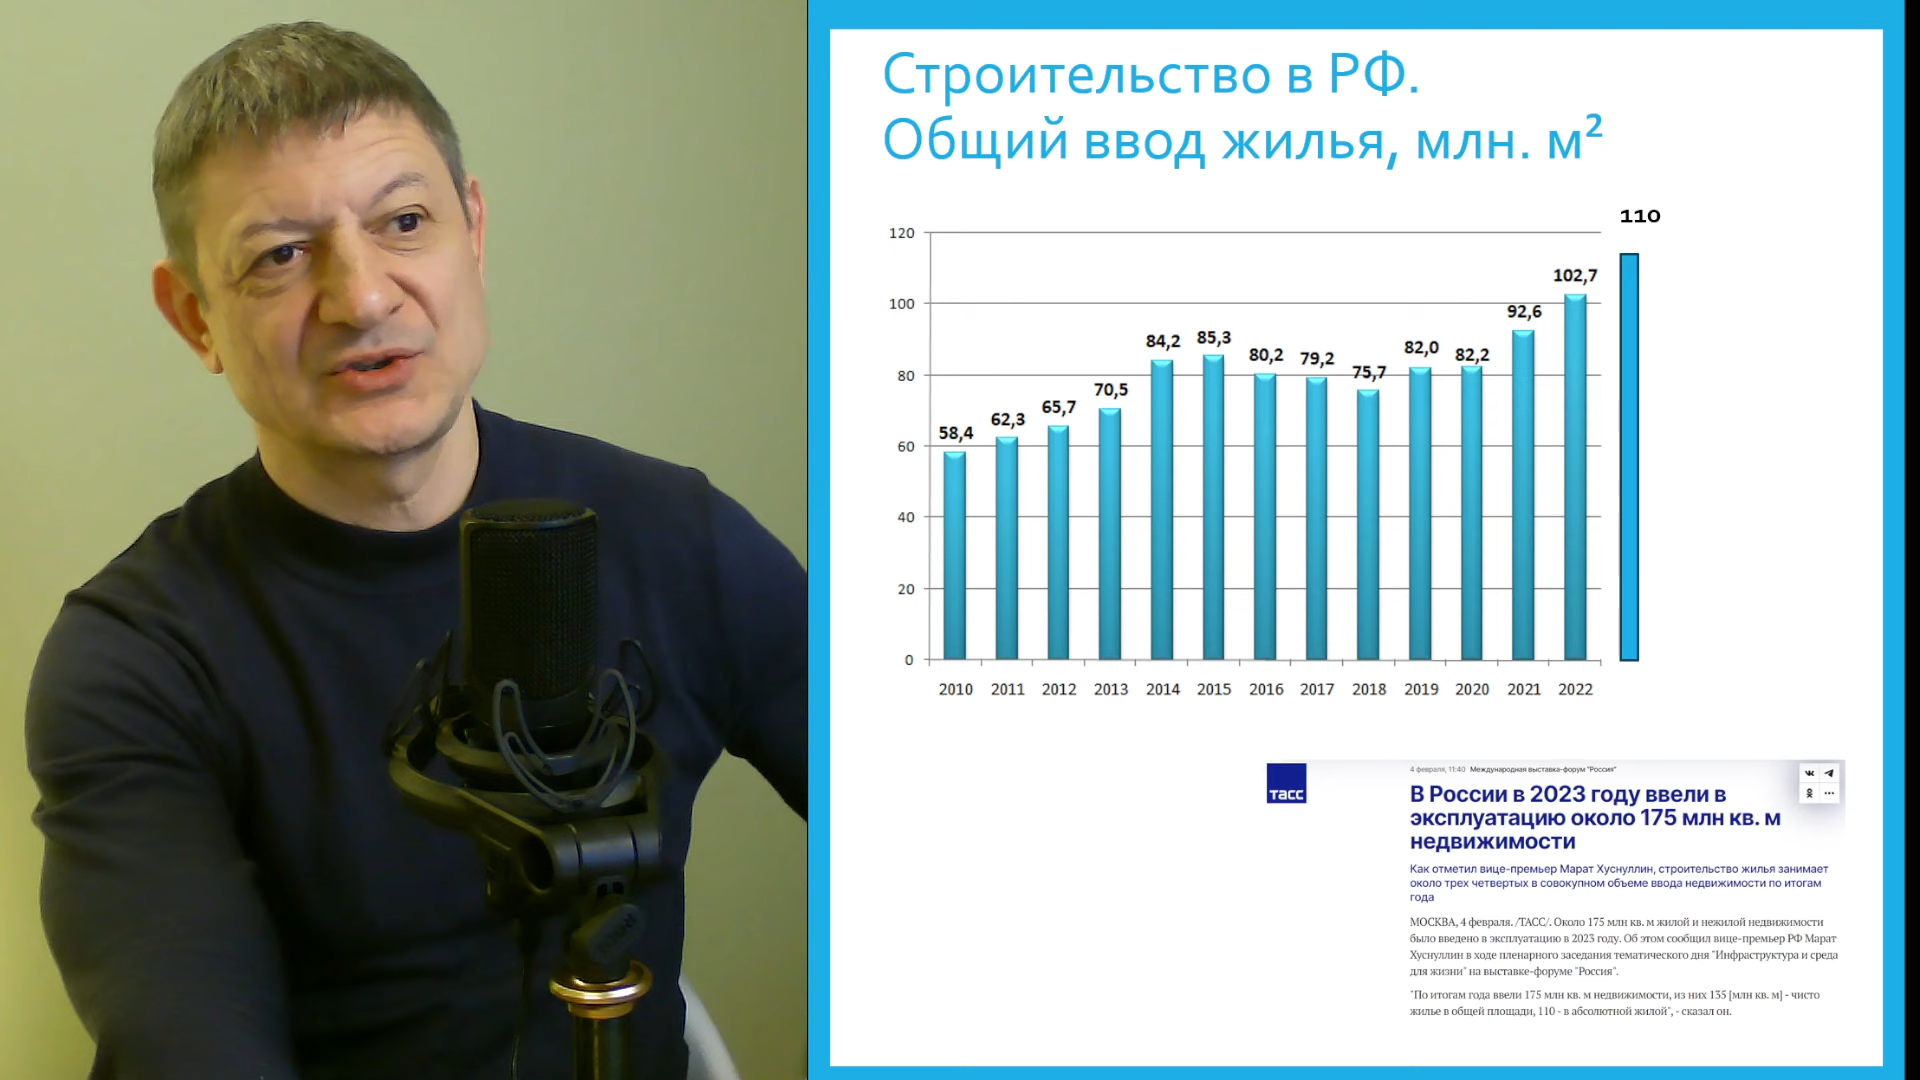 Строительство в РФ.
Общий ввод жилья, млн. м²
110
120
100
80
60
40
20
0
58,4
62,3
65,7
70,5
84,2
85,3
80,2
79,2
75,7
82,0
82,2
92,6
102,7
2010 2011 2012 2013 2014 2015 2016 2017 2018 2019 2020 2021 2022
ТАСС
4 февраля, 11:40 Международная выставка-форум "Россия"
В России в 2023 году ввели в
эксплуатацию около 175 млн кв. м
недвижимости
Как отметил вице-премьер Марат Хуснуллин, строительство жилья занимает
около трех четвертых в совокупном объеме ввода недвижимости по итогам
года
МОСКВА, 4 февраля. /ТАСС/. Около 175 млн кв. м жилой и нежилой недвижимости
было введено в эксплуатацию в 2023 году. Об этом сообщил вице-премьер РФ Марат
Хуснуллин в ходе пленарного заседания тематического дня "Инфраструктура и среда
для жизни" на выставке-форуме "Россия".
"По итогам года ввели 175 млн кв. м недвижимости, из них 135 [млн кв. м] - чисто
жилье в общей площади, 110 - в абсолютной жилой", - сказал он.